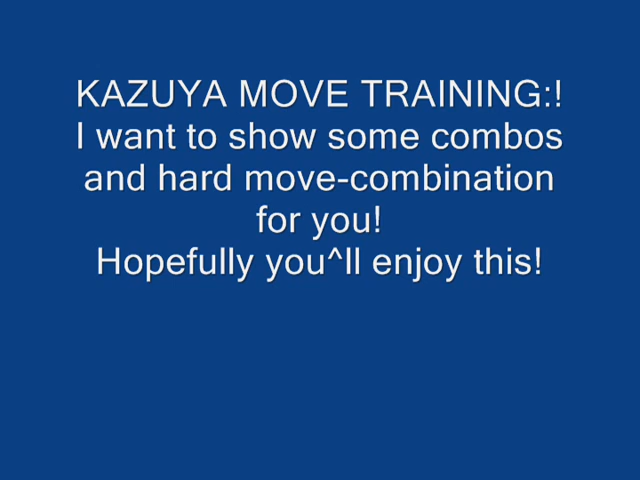 KAZUYA MOVE TRAINING:!
I want to show some combos
and hard move-combination
for you!
Hopefully you^ll enjoy this!